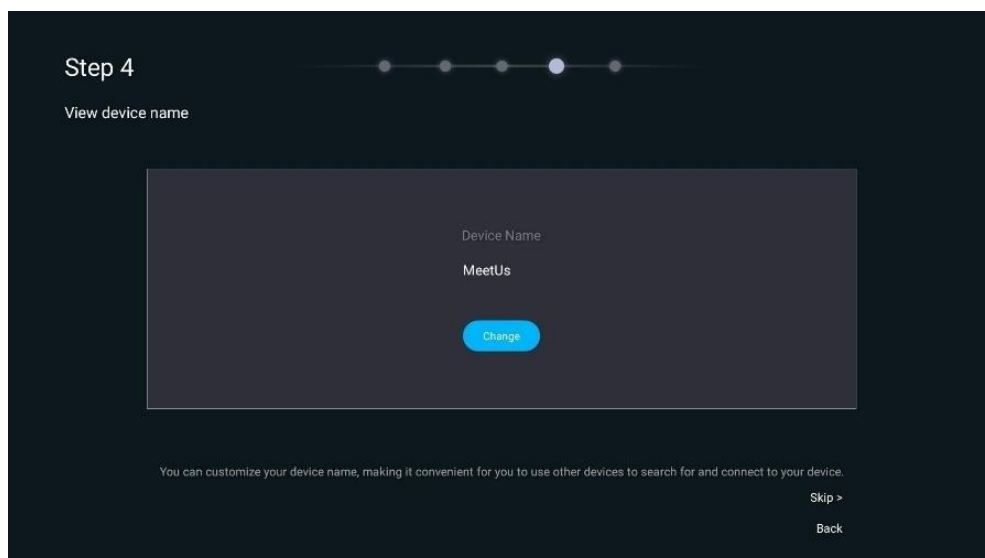 Step 4
View device name
Device Name
MeetUs
Change
You can customize your device name, making it convenient for you to use other devices to search for and connect to your device.
Skip >
Back